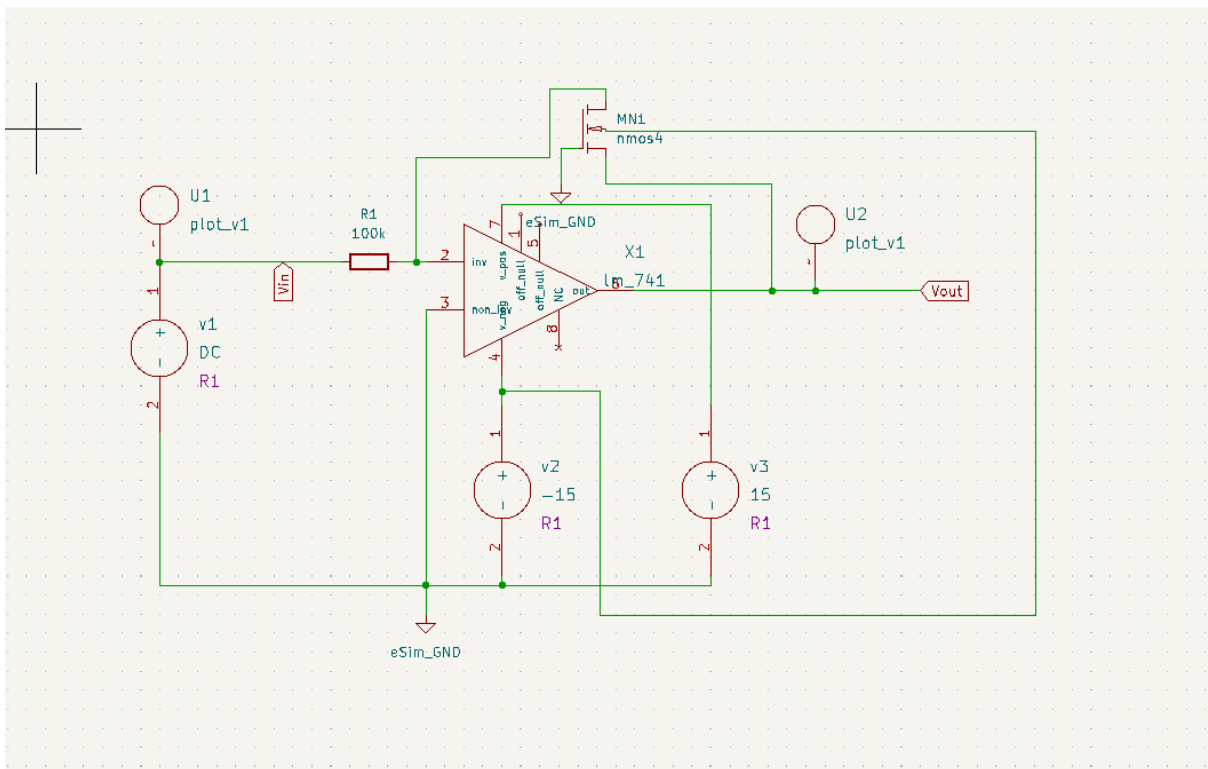 MN1
nmos4
U1
plot_v1
R1
100k
7
1
eSim_GND
5
U2
plot_v1
X1
lm_741
2
inv
v_pos
off_null
off_null
NC
out
6
Vin
Vout
1
3
non_inv
v_neg
8
4
v1
DC
R1
+
-
2
1
v2
-15
R1
+
-
2
1
v3
15
R1
+
-
2
eSim_GND